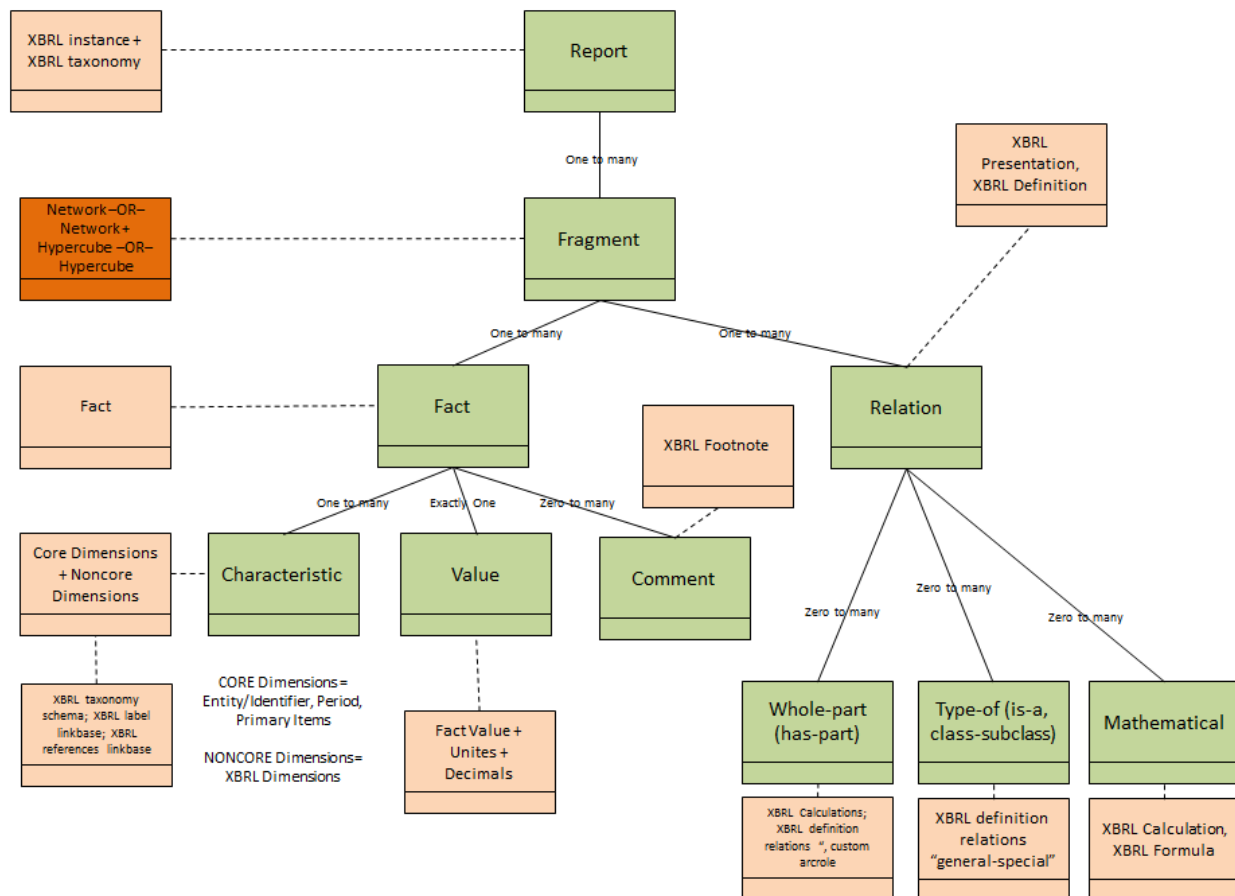 XBRL instance +
XBRL taxonomy
Report
One to many
XBRL
Presentation,
XBRL Definition
Network –OR–
Network +
Hypercube –OR–
Hypercube
Fragment
One to many
One to many
Fact
Fact
Relation
XBRL Footnote
One to many
Exactly One
Zero to many
Core Dimensions
+ Noncore
Dimensions
Characteristic
Value
Comment
Zero to many
Zero to many
Zero to many
XBRL taxonomy
schema; XBRL label
linkbase; XBRL
references linkbase
CORE Dimensions=
Entity/Identifier, Period,
Primary Items
NONCORE Dimensions=
XBRL Dimensions
Fact Value +
Unites +
Decimals
Whole-part
(has-part)
Type-of (is-a,
class-subclass)
Mathematical
XBRL Calculations;
XBRL definition
relations “, custom
arcrole
XBRL definition
relations
“general-special”
XBRL Calculation,
XBRL Formula